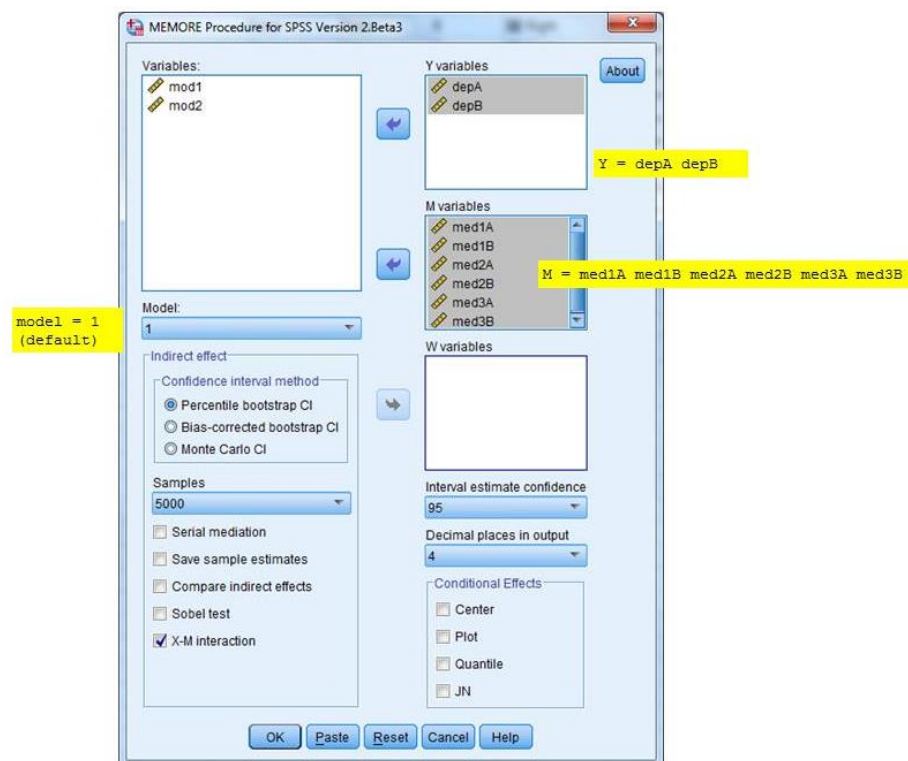 MEMORE Procedure for SPSS Version 2.Beta3
Variables:
mod1
mod2
Y variables
depA
depB
About
Y = depA depB
M variables
med1A
med1B
med2A
med2B
med3A
med3B
M = med1A med1B med2A med2B med3A med3B
Model:
1
model = 1
(default)
Indirect effect
Confidence interval method
Percentile bootstrap CI
Bias-corrected bootstrap CI
Monte Carlo CI
Samples
5000
Serial mediation
Save sample estimates
Compare indirect effects
Sobel test
X-M interaction
W variables
Interval estimate confidence
95
Decimal places in output
4
Conditional Effects
Center
Plot
Quantile
JN
OK Paste Reset Cancel Help